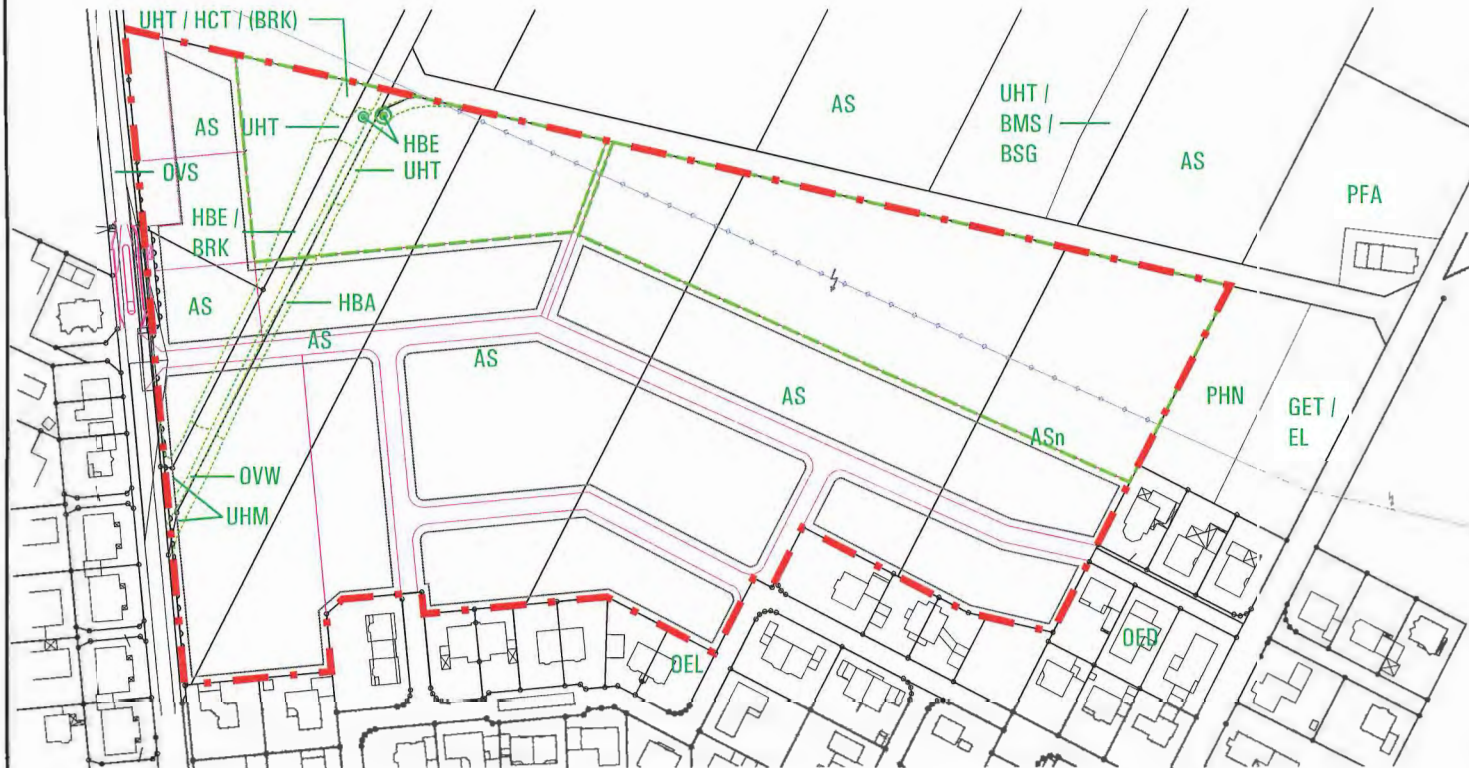 UHT / HCT / (BRK)
AS
UHT
HBE
UHT
OVS
HBE /
BRK
AS
HBA
AS
AS
AS
UHT /
BMS /
BSG
AS
PFA
AS
PHN
GET /
EL
ASn
OVW
UHM
OEL
OED